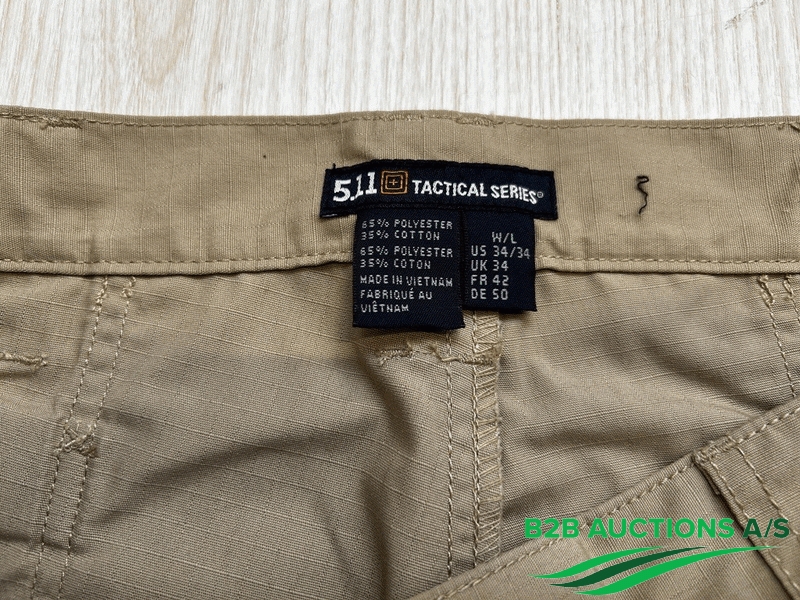 5.11 TACTICAL SERIES®
65% POLYESTER
35% COTTON
65% POLYESTER
35% COTON
MADE IN VIETNAM
FABRIQUÉ AU
VIÊTNAM
W/L
US 34/34
UK 34
FR 42
DE 50
B2B AUCTIONS A/S